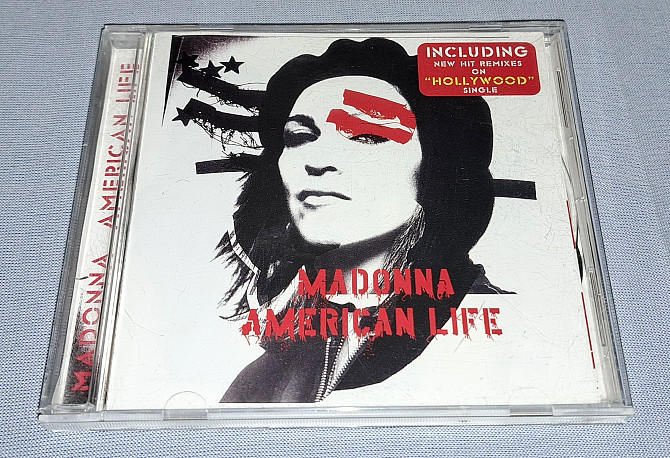 MADONNA AMERICAN LIFE
INCLUDING
NEW HIT REMIXES
ON
"HOLLYWOOD"
SINGLE
MADONNA
AMERICAN LIFE